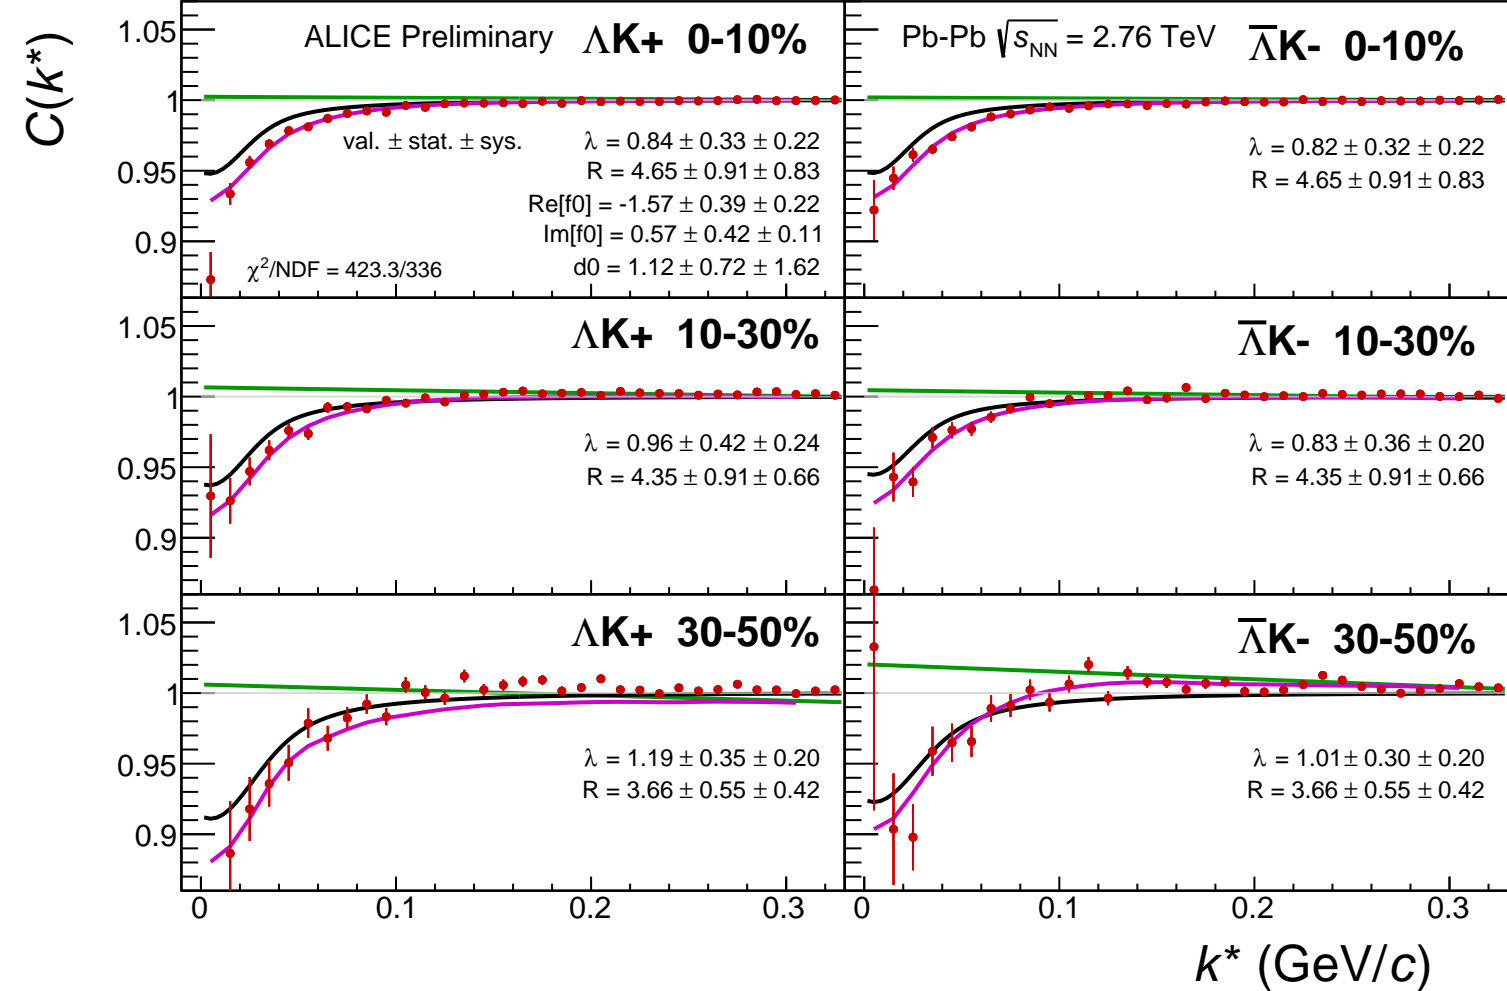 C(k*)
ALICE Preliminary ΛK+ 0-10%
val. ± stat. ± sys.
λ = 0.84 ± 0.33 ± 0.22
R = 4.65 ± 0.91 ± 0.83
Re[f0] = -1.57 ± 0.39 ± 0.22
Im[f0] = 0.57 ± 0.42 ± 0.11
d0 = 1.12 ± 0.72 ± 1.62
χ²/NDF = 423.3/336
1.05
1
0.95
0.9
Pb-Pb √s_NN = 2.76 TeV Λ̅K- 0-10%
λ = 0.82 ± 0.32 ± 0.22
R = 4.65 ± 0.91 ± 0.83
ΛK+ 10-30%
λ = 0.96 ± 0.42 ± 0.24
R = 4.35 ± 0.91 ± 0.66
1.05
1
0.95
0.9
Λ̅K- 10-30%
λ = 0.83 ± 0.36 ± 0.20
R = 4.35 ± 0.91 ± 0.66
ΛK+ 30-50%
λ = 1.19 ± 0.35 ± 0.20
R = 3.66 ± 0.55 ± 0.42
1.05
1
0.95
0.9
Λ̅K- 30-50%
λ = 1.01 ± 0.30 ± 0.20
R = 3.66 ± 0.55 ± 0.42
0 0.1 0.2 0.3
0 0.1 0.2 0.3
k* (GeV/c)